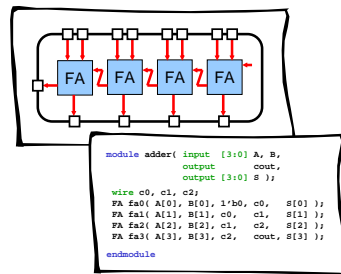 FA FA FA FA
module adder( input [3:0] A, B,
output cout,
output [3:0] S );
wire c0, c1, c2;
FA fa0( A[0], B[0], 1'b0, c0, S[0] );
FA fa1( A[1], B[1], c0, c1, S[1] );
FA fa2( A[2], B[2], c1, c2, S[2] );
FA fa3( A[3], B[3], c2, cout, S[3] );
endmodule